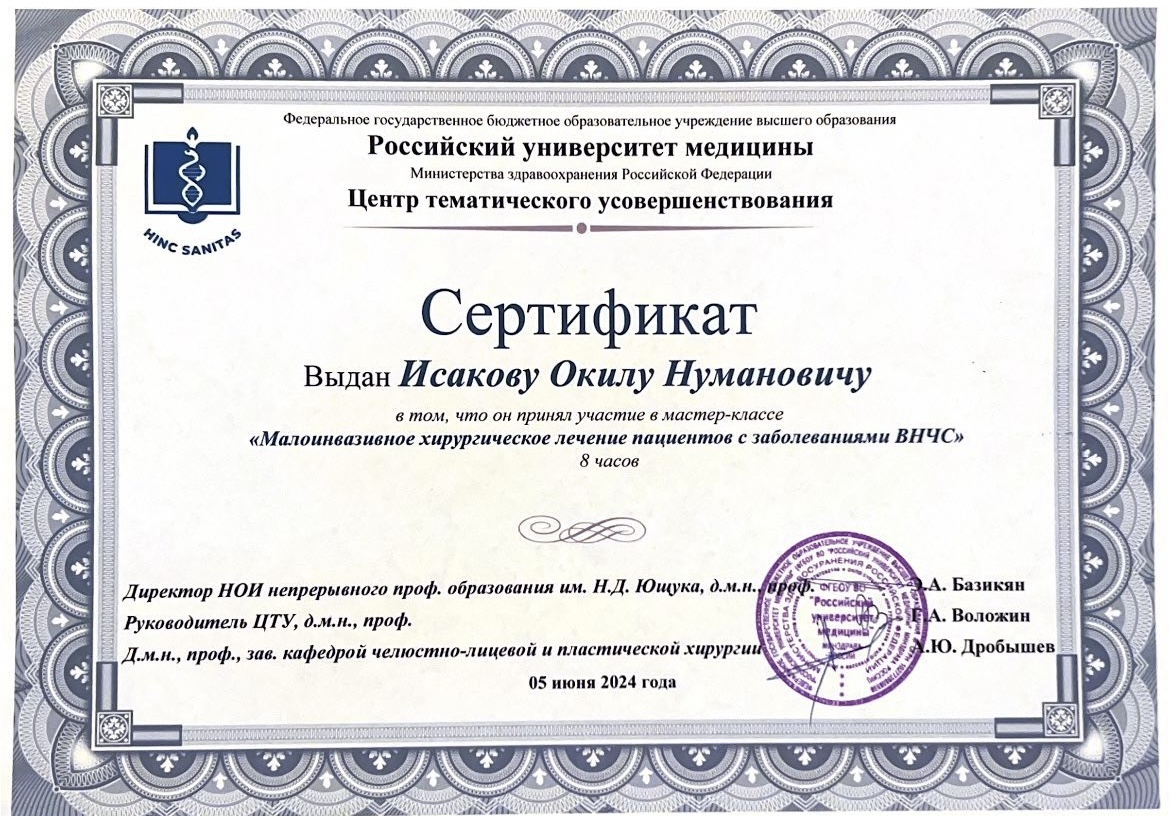 Федеральное государственное бюджетное образовательное учреждение высшего образования
Российский университет медицины
Министерства здравоохранения Российской Федерации
Центр тематического усовершенствования
HINC SANITAS
Сертификат
Выдан Исакову Окилу Нумановичу
в том, что он принял участие в мастер-классе
«Малоинвазивное хирургическое лечение пациентов с заболеваниями ВНЧС»
8 часов
Директор НОИ непрерывного проф. образования им. Н.Д. Ющука, д.м.н., проф. Э.А. Базикян
Руководитель ЦТУ, д.м.н., проф. Г.А. Воложин
Д.м.н., проф., зав. кафедрой челюстно-лицевой и пластической хирургии А.Ю. Дробышев
05 июня 2024 года
ФГБОУ ВО
"Российский
университет
медицины
МИНЗДРАВА
РОССИИ